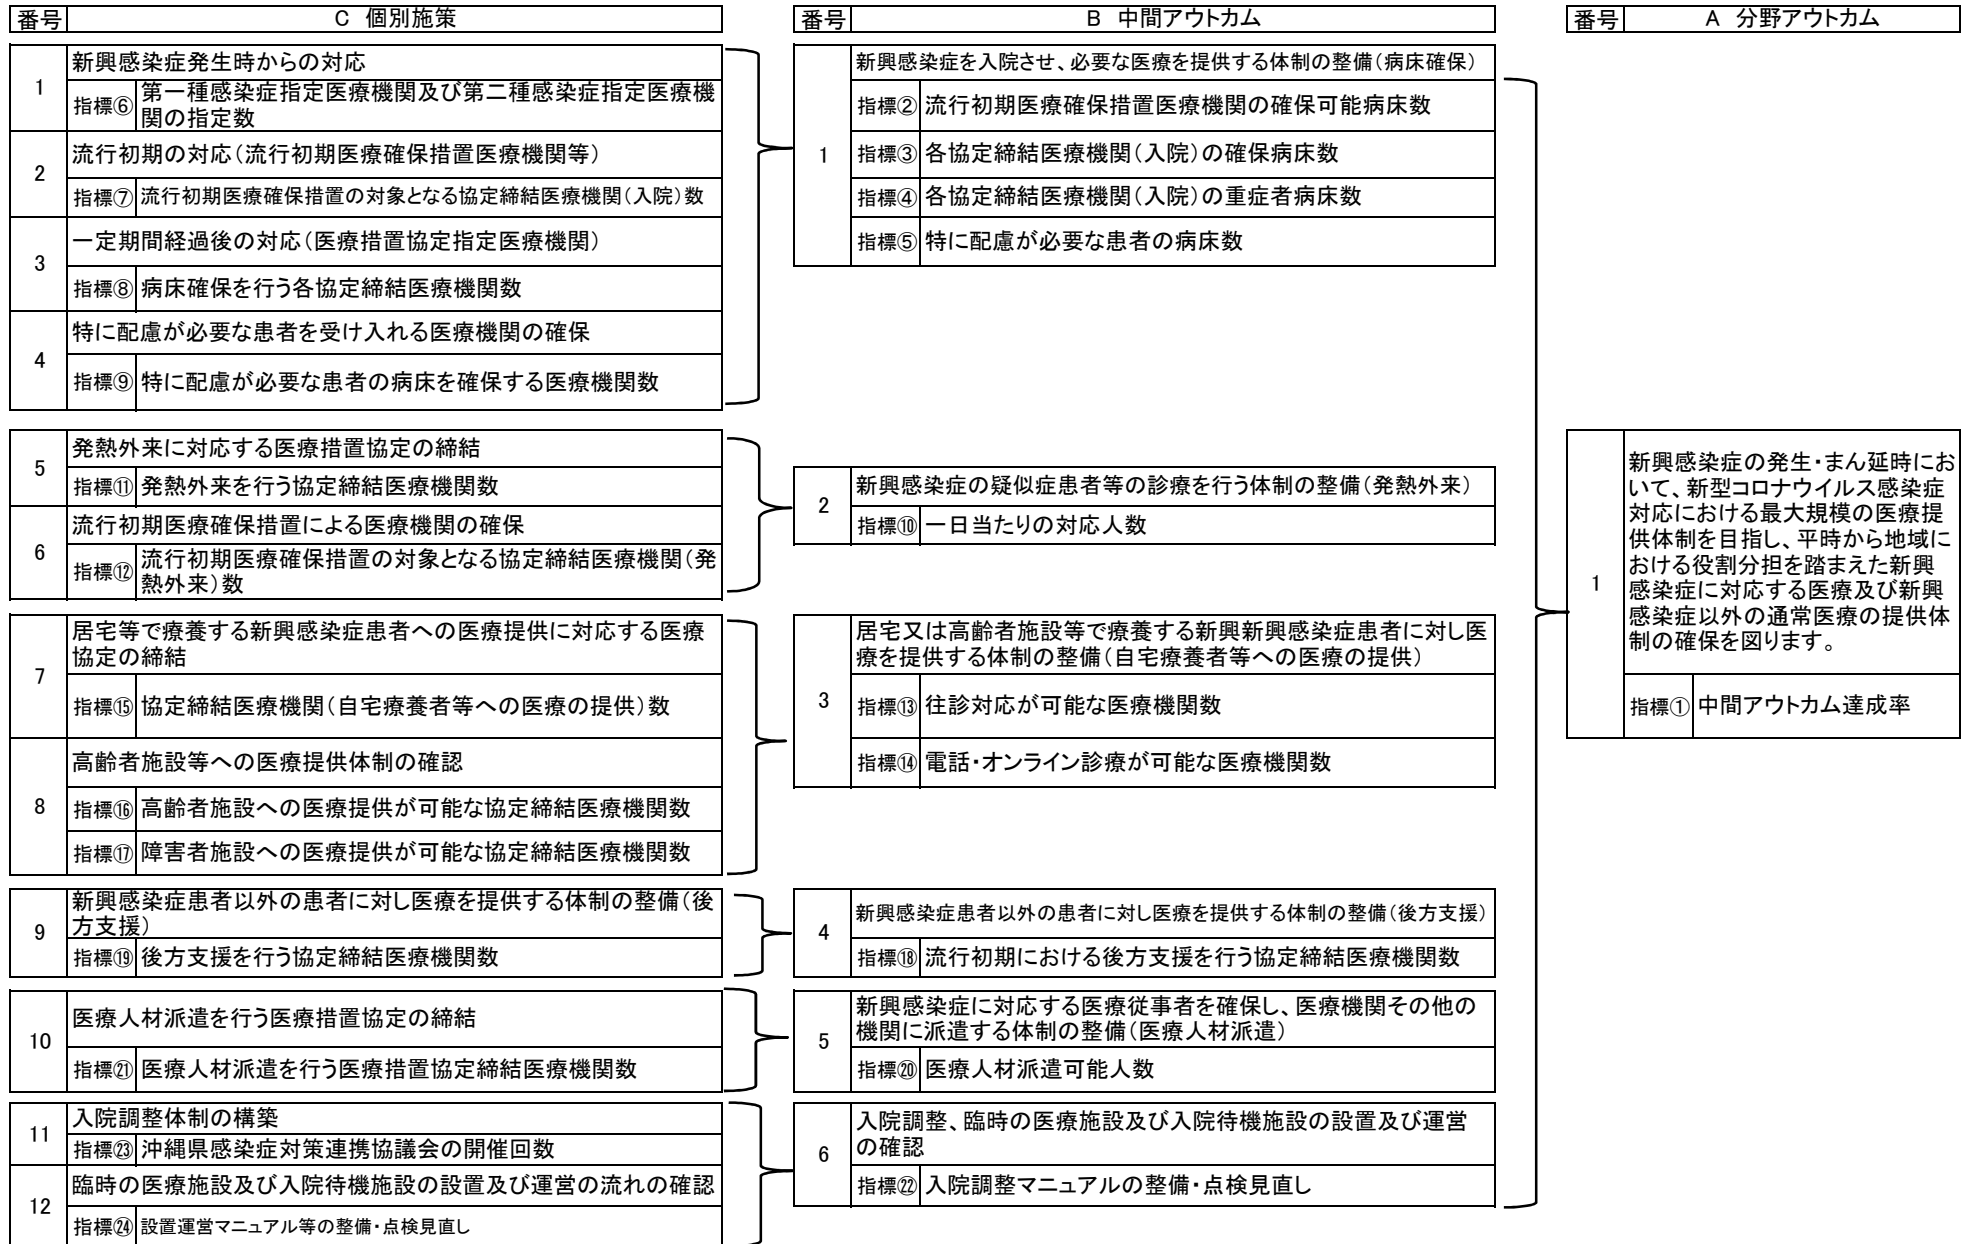 番号 C 個別施策
1
新興感染症発生時からの対応
指標⑥ 第一種感染症指定医療機関及び第二種感染症指定医療機
関の指定数
2
流行初期の対応（流行初期医療確保措置医療機関等）
指標⑦ 流行初期医療確保措置の対象となる協定締結医療機関（入院）数
3
一定期間経過後の対応（医療措置協定指定医療機関）
指標⑧ 病床確保を行う各協定締結医療機関数
4
特に配慮が必要な患者を受け入れる医療機関の確保
指標⑨ 特に配慮が必要な患者の病床を確保する医療機関数
5
発熱外来に対応する医療措置協定の締結
指標⑪ 発熱外来を行う協定締結医療機関数
6
流行初期医療確保措置による医療機関の確保
指標⑫ 流行初期医療確保措置の対象となる協定締結医療機関（発
熱外来）数
7
居宅等で療養する新興感染症患者への医療提供に対応する医療
協定の締結
指標⑮ 協定締結医療機関（自宅療養者等への医療の提供）数
8
高齢者施設等への医療提供体制の確認
指標⑯ 高齢者施設への医療提供が可能な協定締結医療機関数
指標⑰ 障害者施設への医療提供が可能な協定締結医療機関数
9
新興感染症患者以外の患者に対し医療を提供する体制の整備（後
方支援）
指標⑲ 後方支援を行う協定締結医療機関数
10
医療人材派遣を行う医療措置協定の締結
指標㉑ 医療人材派遣を行う医療措置協定締結医療機関数
11
入院調整体制の構築
指標㉓ 沖縄県感染症対策連携協議会の開催回数
12
臨時の医療施設及び入院待機施設の設置及び運営の流れの確認
指標㉔ 設置運営マニュアル等の整備・点検見直し
番号 B 中間アウトカム
1
新興感染症を入院させ、必要な医療を提供する体制の整備（病床確保）
指標② 流行初期医療確保措置医療機関の確保可能病床数
指標③ 各協定締結医療機関（入院）の確保病床数
指標④ 各協定締結医療機関（入院）の重症者病床数
指標⑤ 特に配慮が必要な患者の病床数
2
新興感染症の疑似症患者等の診療を行う体制の整備（発熱外来）
指標⑩ 一日当たりの対応人数
3
居宅又は高齢者施設等で療養する新興新興感染症患者に対し医
療を提供する体制の整備（自宅療養者等への医療の提供）
指標⑬ 往診対応が可能な医療機関数
指標⑭ 電話・オンライン診療が可能な医療機関数
4
新興感染症患者以外の患者に対し医療を提供する体制の整備（後方支援）
指標⑱ 流行初期における後方支援を行う協定締結医療機関数
5
新興感染症に対応する医療従事者を確保し、医療機関その他の
機関に派遣する体制の整備（医療人材派遣）
指標⑳ 医療人材派遣可能人数
6
入院調整、臨時の医療施設及び入院待機施設の設置及び運営
の確認
指標㉒ 入院調整マニュアルの整備・点検見直し
番号 A 分野アウトカム
1
新興感染症の発生・まん延時にお
いて、新型コロナウイルス感染症
対応における最大規模の医療提
供体制を目指し、平時から地域に
おける役割分担を踏まえた新興
感染症に対応する医療及び新興
感染症以外の通常医療の提供体
制の確保を図ります。
指標① 中間アウトカム達成率